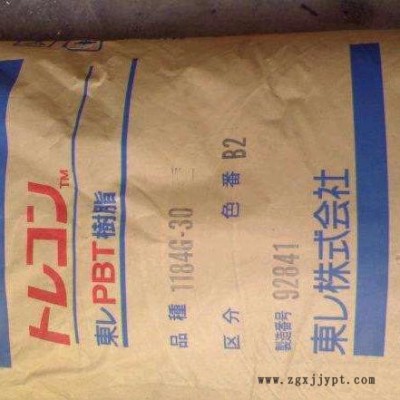 トレコン™
東レPBT樹脂
品種 1184G-30
区分 色番 B2
製造番号 92841
東レ株式会社
www.zgxjjypt.com